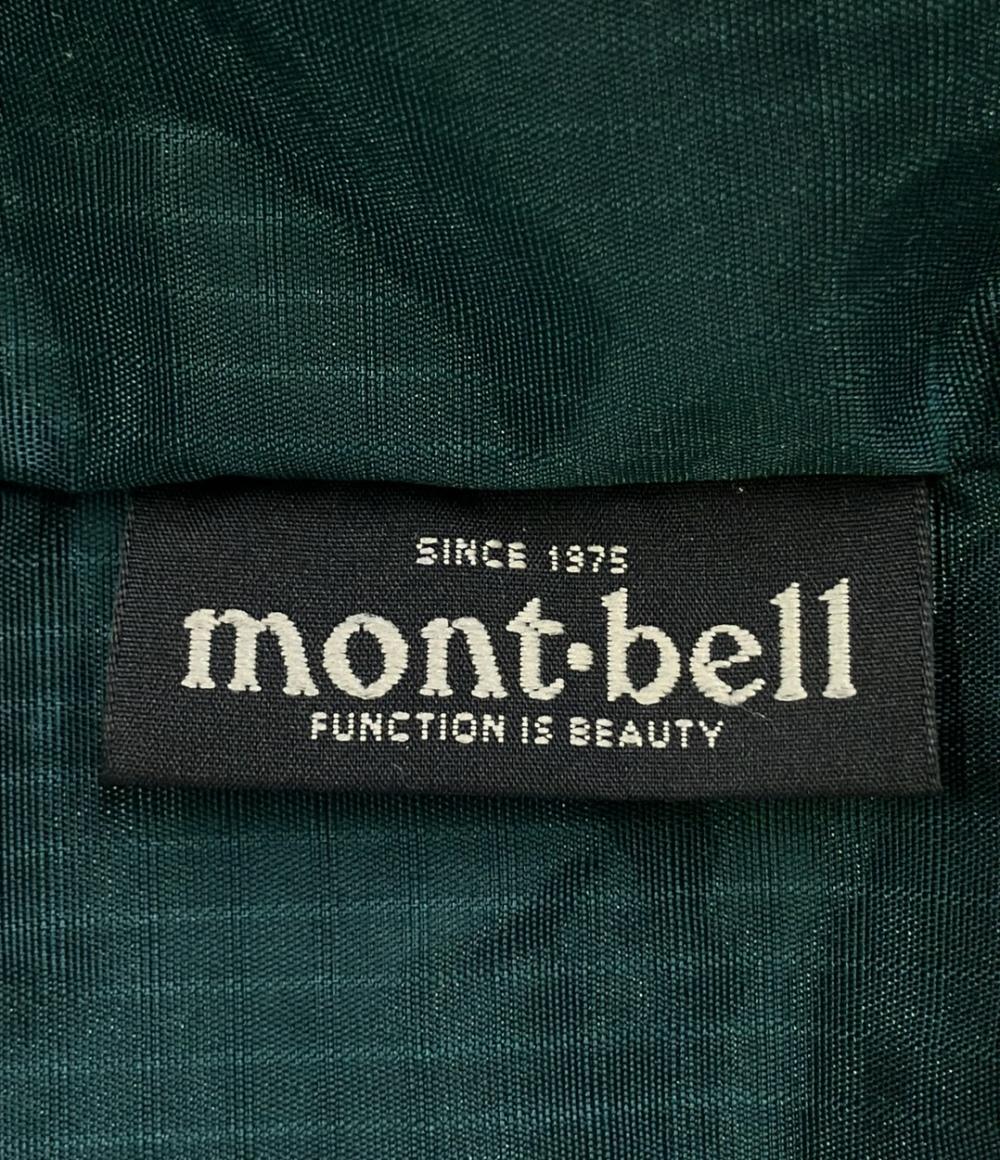 SINCE 1975
mont·bell
FUNCTION IS BEAUTY